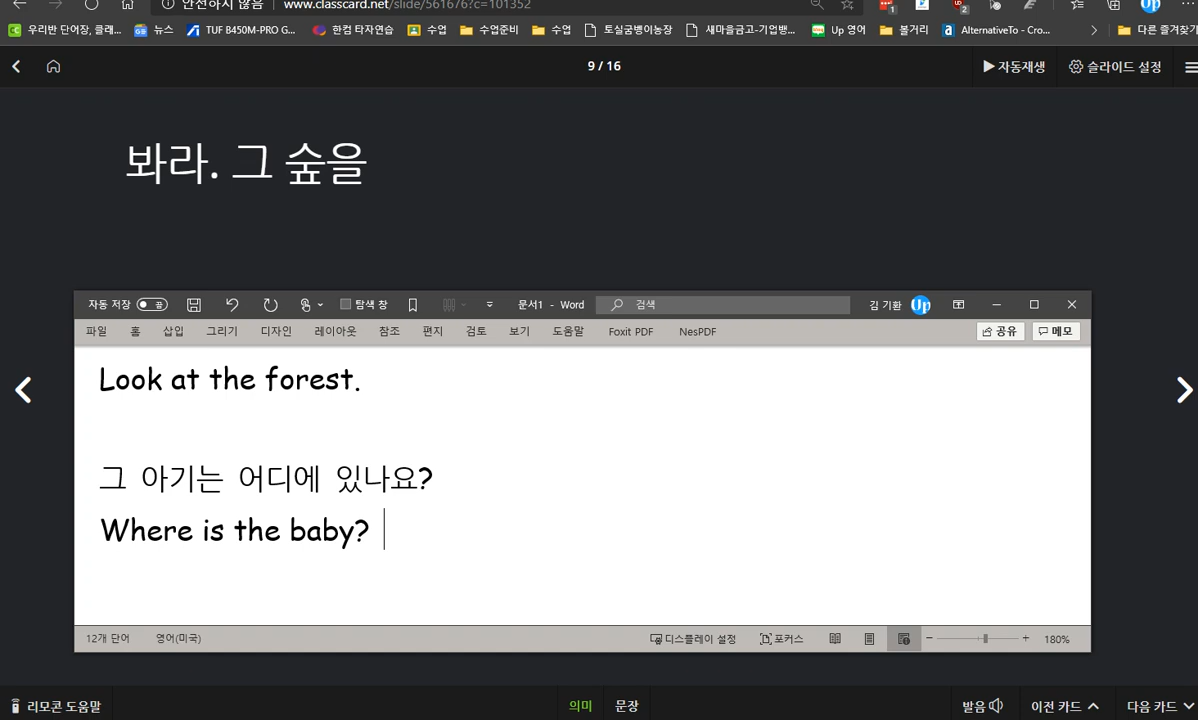 안전하지 않음 www.classcard.net/slide/561676?c=101352
우리반 단어장, 클래... 뉴스 TUF B450M-PRO G... 한컴 타자연습 수업 수업준비 수업 토실굼벵이농장 새마을금고-기업뱅... Up 영어 볼거리 AlternativeTo - Cro... 다른 즐겨찾기
9 / 16 자동재생 슬라이드 설정
봐라. 그 숲을
자동 저장 끔 탐색 창 문서1 - Word 검색 김 기환 Up
파일 홈 삽입 그리기 디자인 레이아웃 참조 편지 검토 보기 도움말 Foxit PDF NesPDF 공유 메모
Look at the forest.
그 아기는 어디에 있나요?
Where is the baby?
12개 단어 영어(미국) 디스플레이 설정 포커스 180%
리모콘 도움말 의미 문장 발음 이전 카드 다음 카드